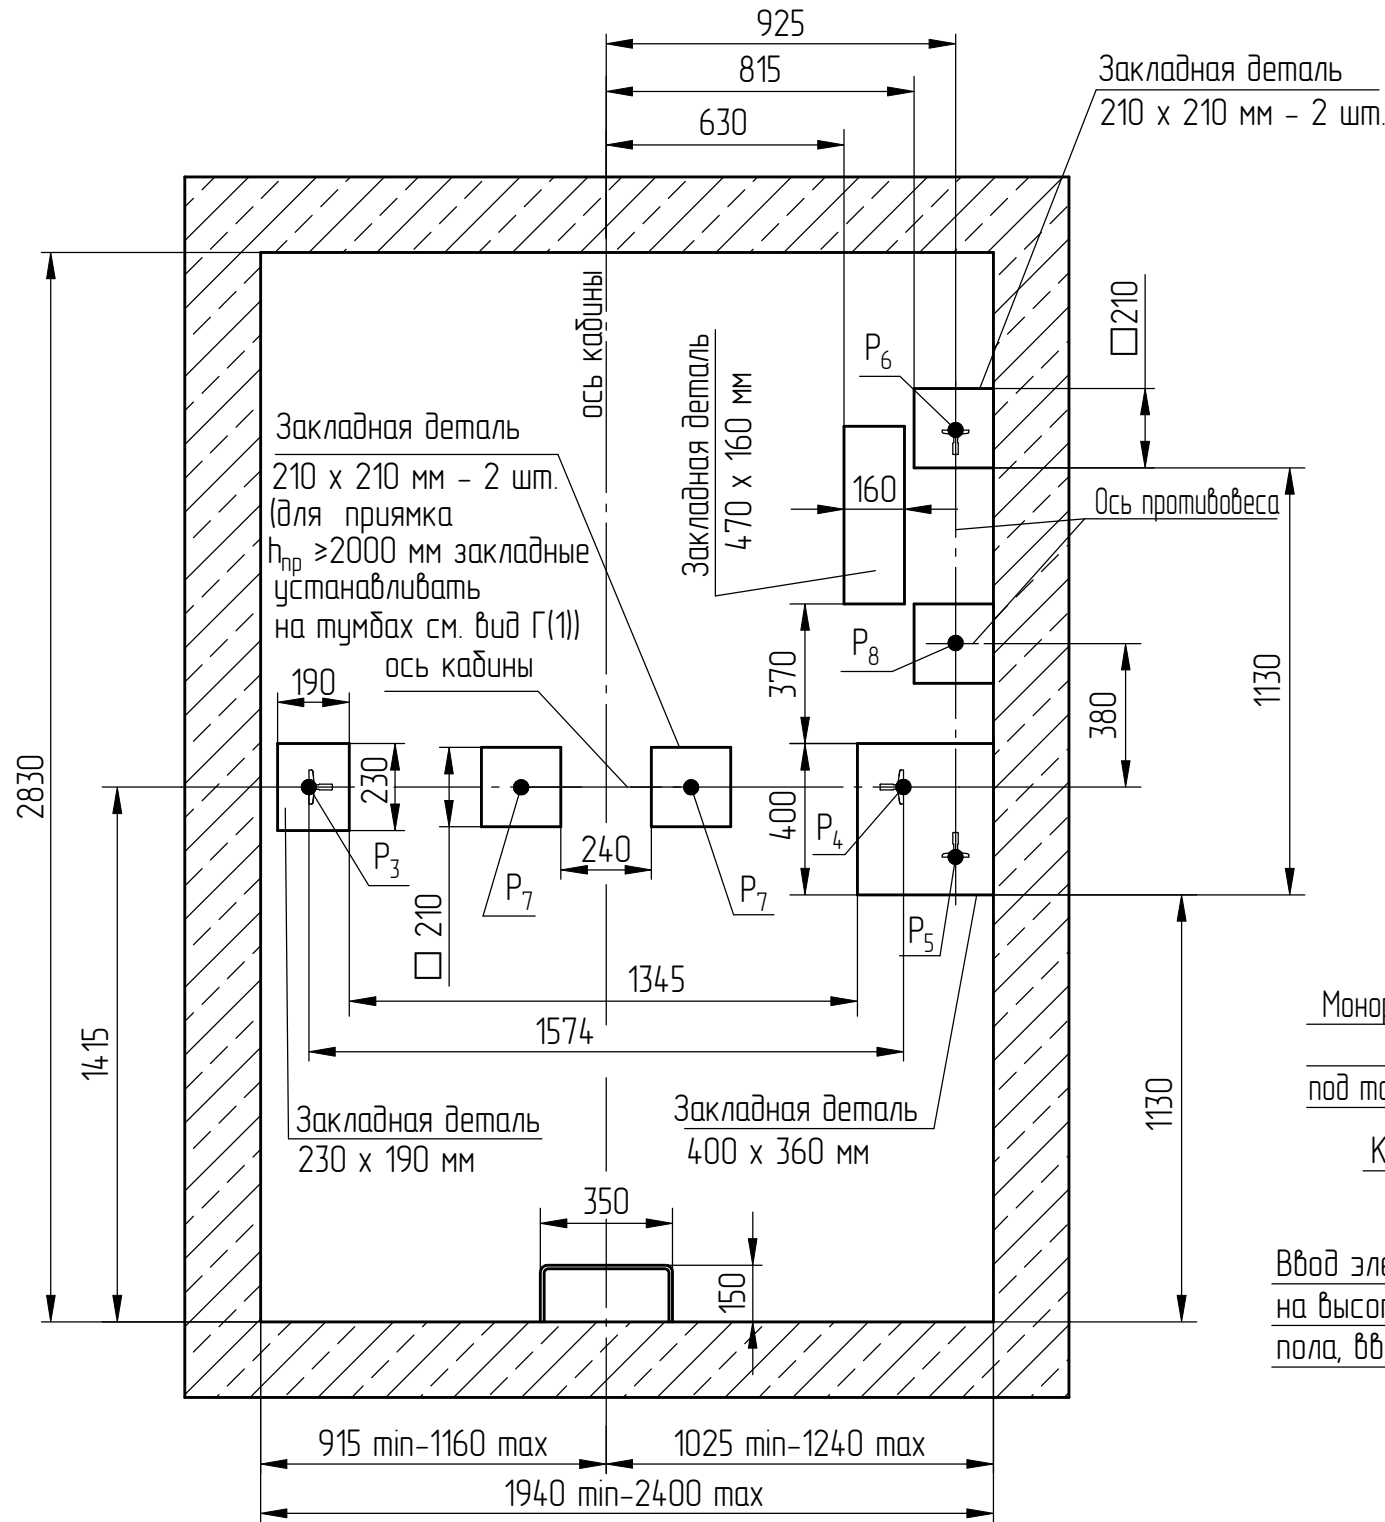 925
815
630
Закладная деталь
210 x 210 мм - 2 шт.
ось кабины
□210
P6
Закладная деталь
470 x 160 мм
160
Ось противовеса
Закладная деталь
210 x 210 мм - 2 шт.
(для приямка
hпр ≥2000 мм закладные
устанавливать
на тумбах см. вид Г(1))
ось кабины
P8
370
380
1130
190
230
2830
400
P4
P3
240
P7
P7
□ 210
P5
1345
1574
1415
1130
Закладная деталь
230 x 190 мм
Закладная деталь
400 x 360 мм
350
150
под
К
Ввод
на
пола,
915 min-1160 max
1025 min-1240 max
1940 min-2400 max